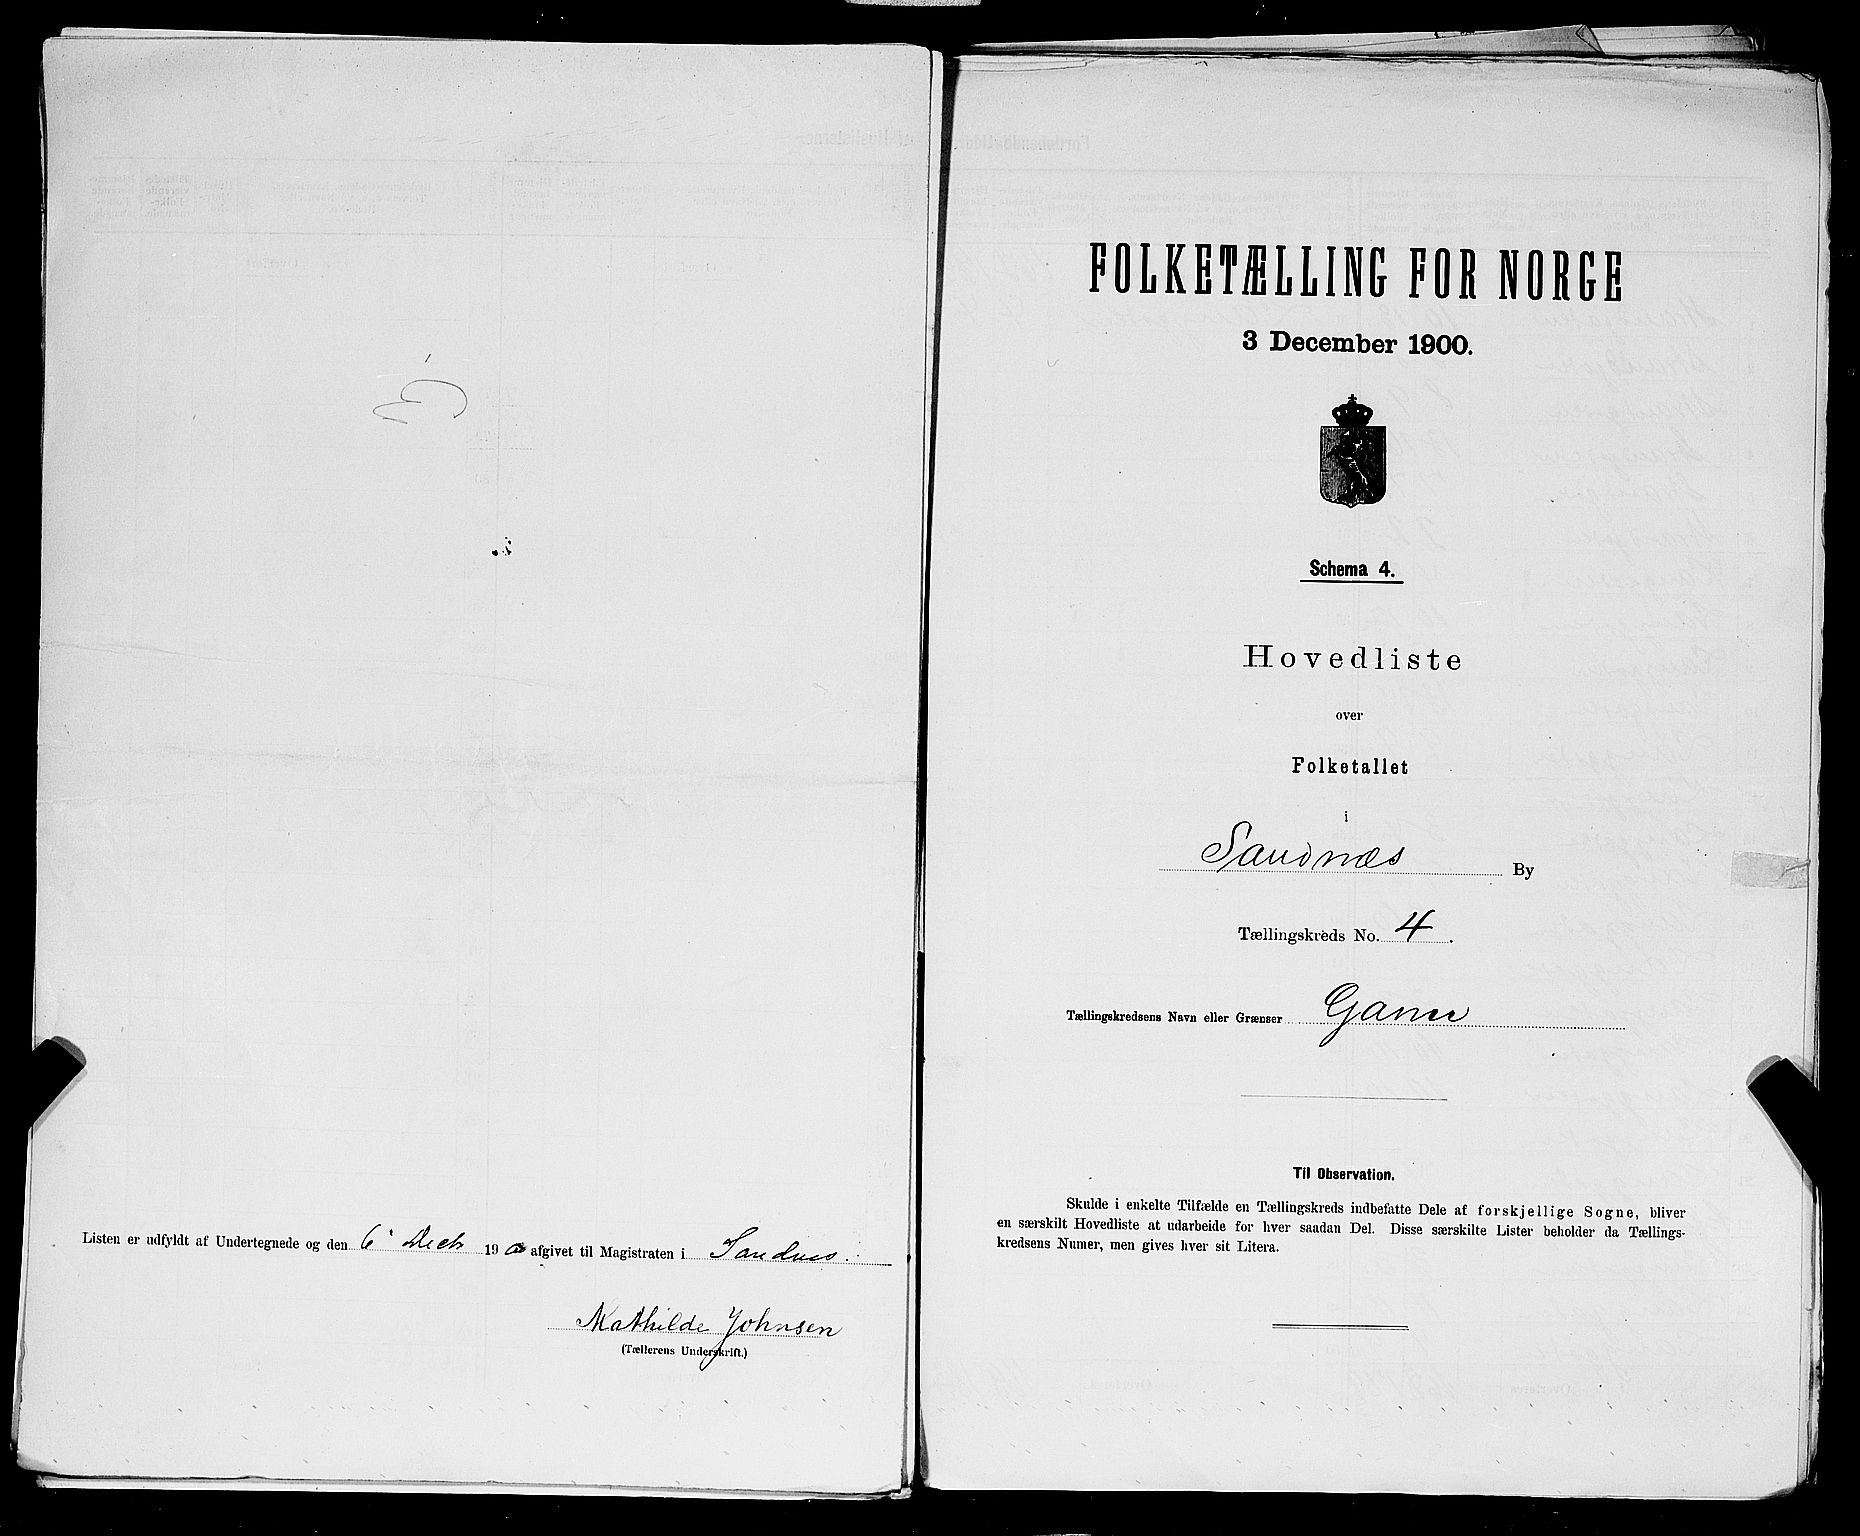 Listen er udfyldt af Undertegnede og den 6' Decb 190 0 afgivet til Magistraten i Sandnes.
Mathilde Johnsen
(Tællerens Underskrift.)
FOLKETÆLLING FOR NORGE
3 December 1900.
Schema 4.
Hovedliste
over
Folketallet
i
Sandnæs By
Tællingskreds No. 4.
Tællingskredsens Navn eller Grænser Gann
Til Observation.
Skulde i enkelte Tilfælde en Tællingskreds indbefatte Dele af forskjellige Sogne, bliver
en særskilt Hovedliste at udarbeide for hver saadan Del. Disse særskilte Lister beholder da Tællings-
kredsens Numer, men gives hver sit Litera.